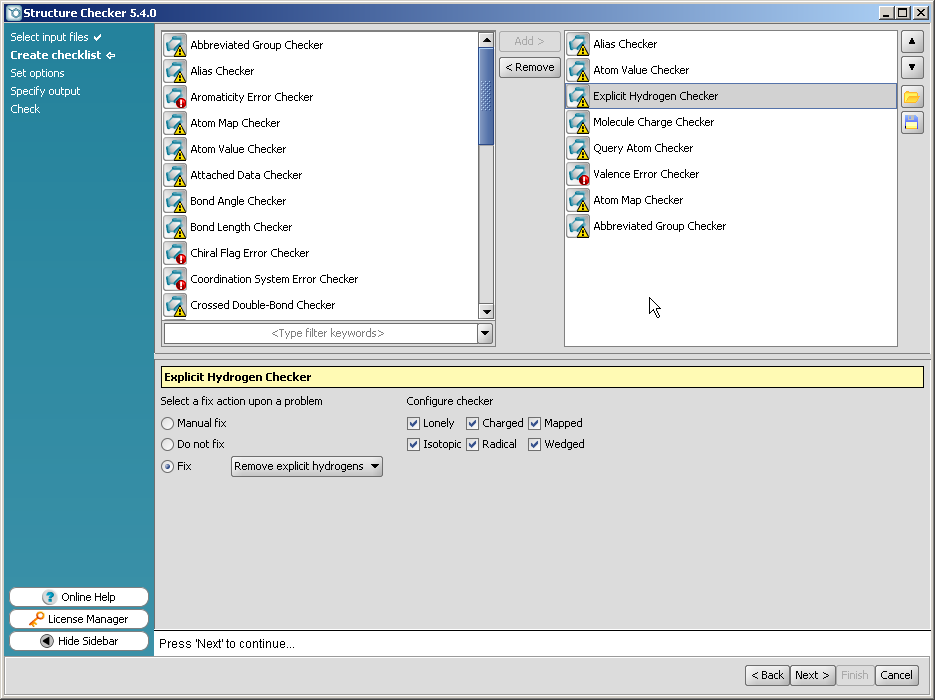 Structure Checker 5.4.0
Select input files
Create checklist
Set options
Specify output
Check
Abbreviated Group Checker
Alias Checker
Aromaticity Error Checker
Atom Map Checker
Atom Value Checker
Attached Data Checker
Bond Angle Checker
Bond Length Checker
Chiral Flag Error Checker
Coordination System Error Checker
Crossed Double-Bond Checker
<Type filter keywords>
Add >
< Remove
Alias Checker
Atom Value Checker
Explicit Hydrogen Checker
Molecule Charge Checker
Query Atom Checker
Valence Error Checker
Atom Map Checker
Abbreviated Group Checker
Explicit Hydrogen Checker
Select a fix action upon a problem
Manual fix
Do not fix
Fix Remove explicit hydrogens
Configure checker
Lonely Charged Mapped
Isotopic Radical Wedged
Online Help
License Manager
Hide Sidebar
Press 'Next' to continue...
< Back Next > Finish Cancel